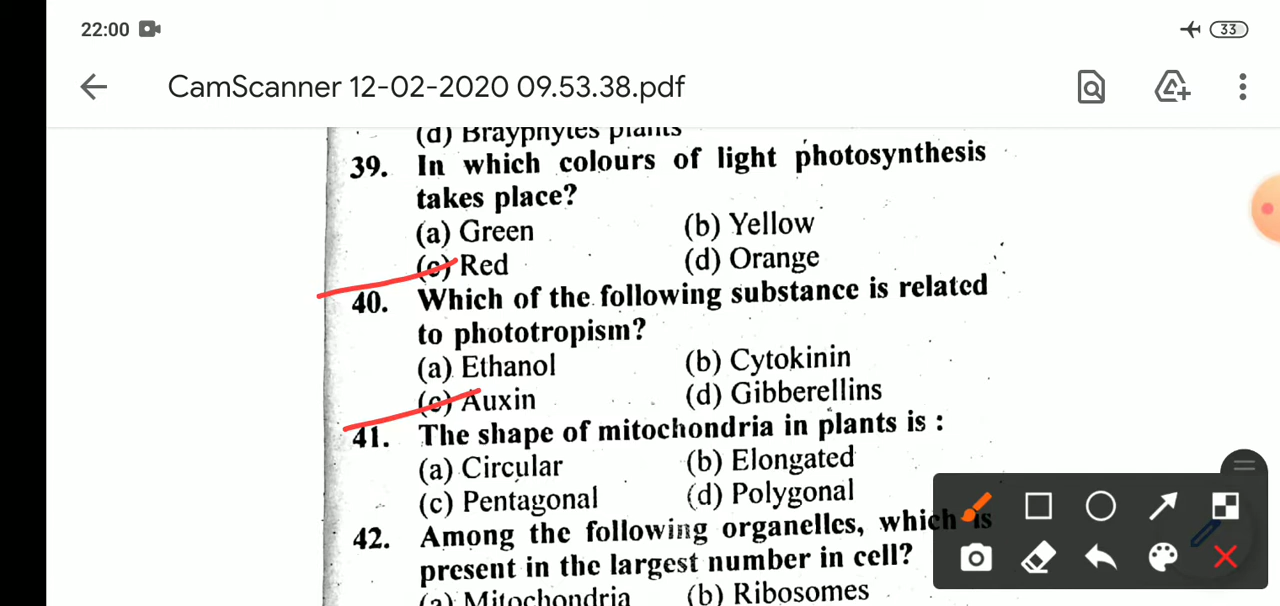 22:00
33
CamScanner 12-02-2020 09.53.38.pdf
(d) Brayphytes plants
39. In which colours of light photosynthesis
takes place?
(a) Green (b) Yellow
(c) Red (d) Orange
40. Which of the following substance is related
to phototropism?
(a) Ethanol (b) Cytokinin
(c) Auxin (d) Gibberellins
41. The shape of mitochondria in plants is :
(a) Circular (b) Elongated
(c) Pentagonal (d) Polygonal
42. Among the following organelles, which is
present in the largest number in cell?
(a) Mitochondria (b) Ribosomes